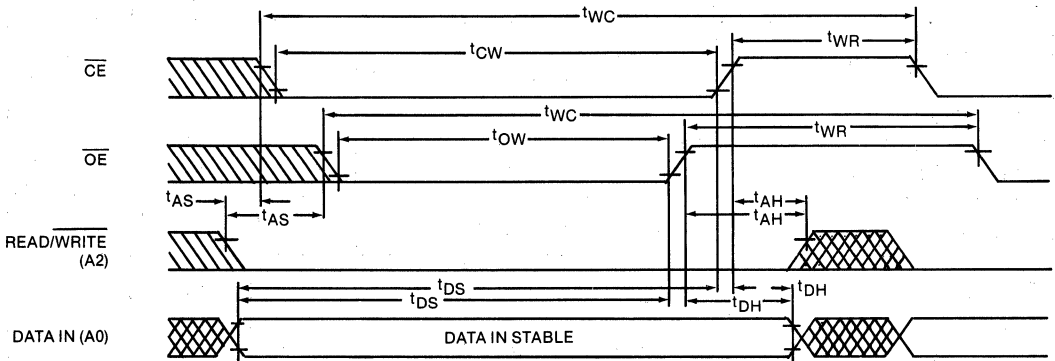 tWC
tCW
tWR
CE
tWC
tOW
tWR
OE
tAS
tAS
tAH
tAH
READ/WRITE
(A2)
tDS
tDS
tDH
tDH
DATA IN (A0)
DATA IN STABLE